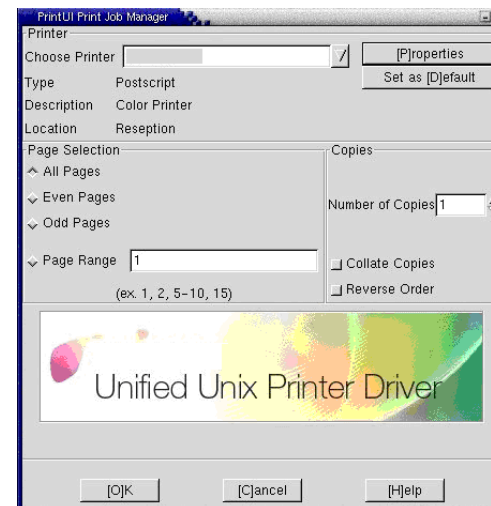 PrintUI Print Job Manager
Printer
Choose Printer
[P]roperties
Set as [D]efault
Type Postscript
Description Color Printer
Location Reseption
Page Selection
All Pages
Even Pages
Odd Pages
Page Range 1
(ex. 1, 2, 5-10, 15)
Copies
Number of Copies 1
Collate Copies
Reverse Order
Unified Unix Printer Driver
[O]K
[C]ancel
[H]elp